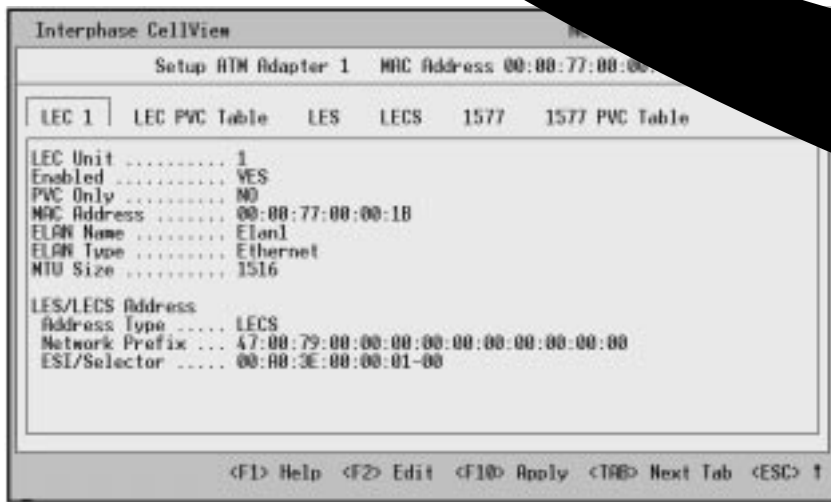 Interphase CellView
Setup ATM Adapter 1 MAC Address 00:00:77:00:00:
LEC 1 LEC PVC Table LES LECS 1577 1577 PVC Table
LEC Unit .......... 1
Enabled ........... YES
PVC Only .......... NO
MAC Address ....... 00:00:77:00:00:1B
ELAN Name ......... Elan1
ELAN Type ......... Ethernet
MTU Size .......... 1516
LES/LECS Address
Address Type ..... LECS
Network Prefix ... 47:00:79:00:00:00:00:00:00:00:00:00:00
ESI/Selector ..... 00:A0:3E:00:00:01-00
<F1> Help <F2> Edit <F10> Apply <TAB> Next Tab <ESC> ↑